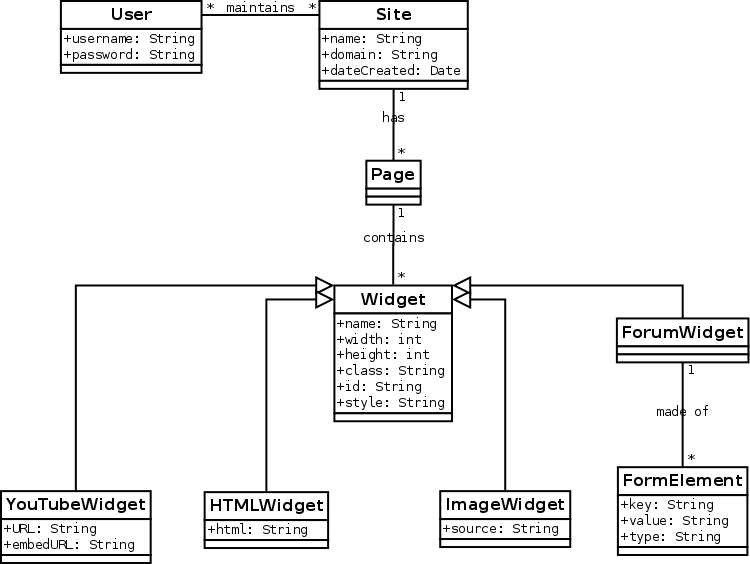 User
+username: String
+password: String
* maintains *
Site
+name: String
+domain: String
+dateCreated: Date
1
has
*
Page
1
contains
*
Widget
+name: String
+width: int
+height: int
+class: String
+id: String
+style: String
ForumWidget
1
made of
*
YouTubeWidget
+URL: String
+embedURL: String
HTMLWidget
+html: String
ImageWidget
+source: String
FormElement
+key: String
+value: String
+type: String